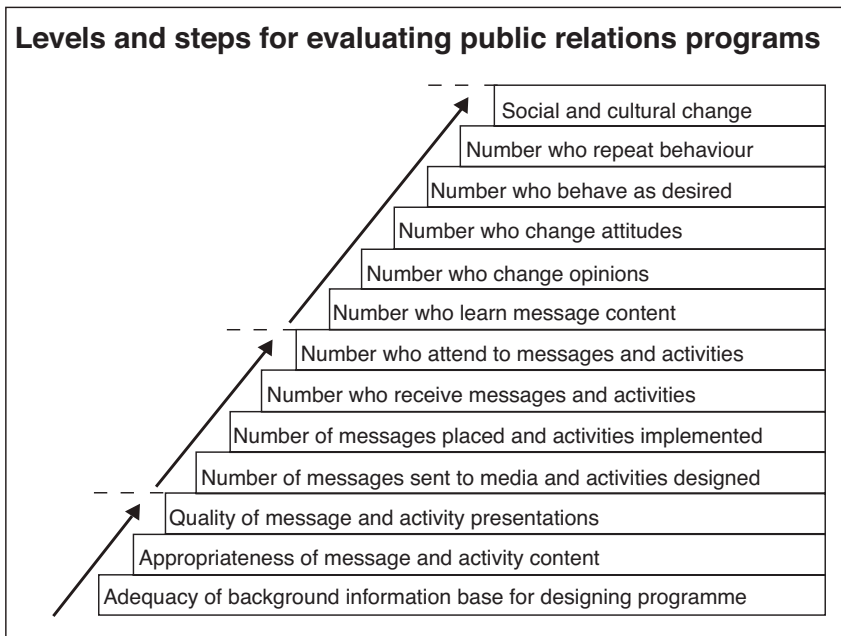 Levels and steps for evaluating public relations programs
Social and cultural change
Number who repeat behaviour
Number who behave as desired
Number who change attitudes
Number who change opinions
Number who learn message content
Number who attend to messages and activities
Number who receive messages and activities
Number of messages placed and activities implemented
Number of messages sent to media and activities designed
Quality of message and activity presentations
Appropriateness of message and activity content
Adequacy of background information base for designing programme